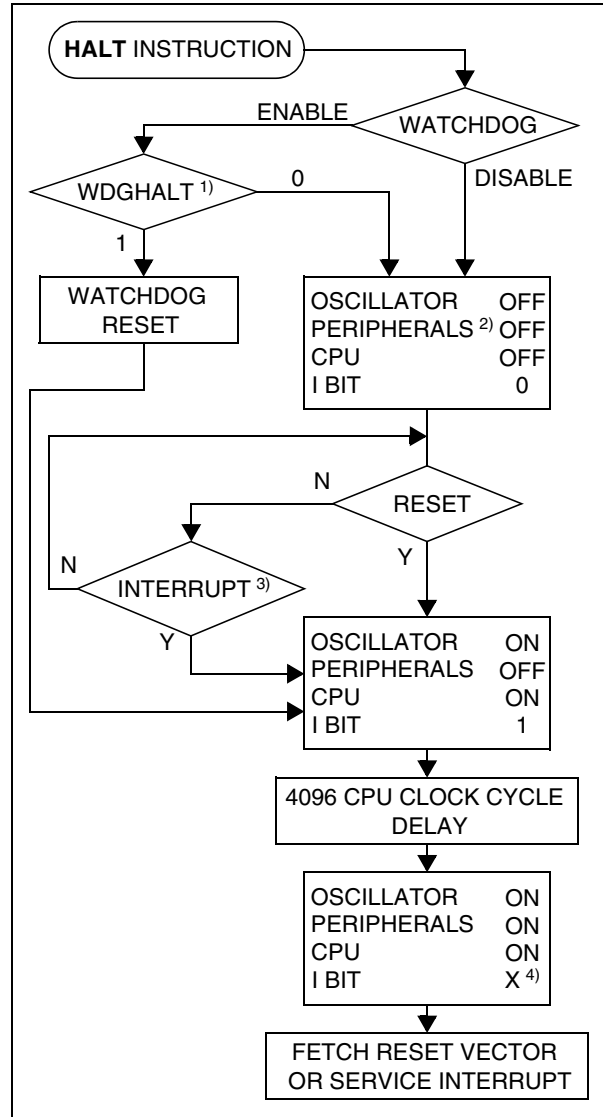 HALT INSTRUCTION
ENABLE
WATCHDOG
WDGHALT 1)
0
DISABLE
1
WATCHDOG
RESET
OSCILLATOR OFF
PERIPHERALS 2) OFF
CPU OFF
I BIT 0
N
RESET
Y
N
INTERRUPT 3)
Y
OSCILLATOR ON
PERIPHERALS OFF
CPU ON
I BIT 1
4096 CPU CLOCK CYCLE
DELAY
OSCILLATOR ON
PERIPHERALS ON
CPU ON
I BIT X 4)
FETCH RESET VECTOR
OR SERVICE INTERRUPT